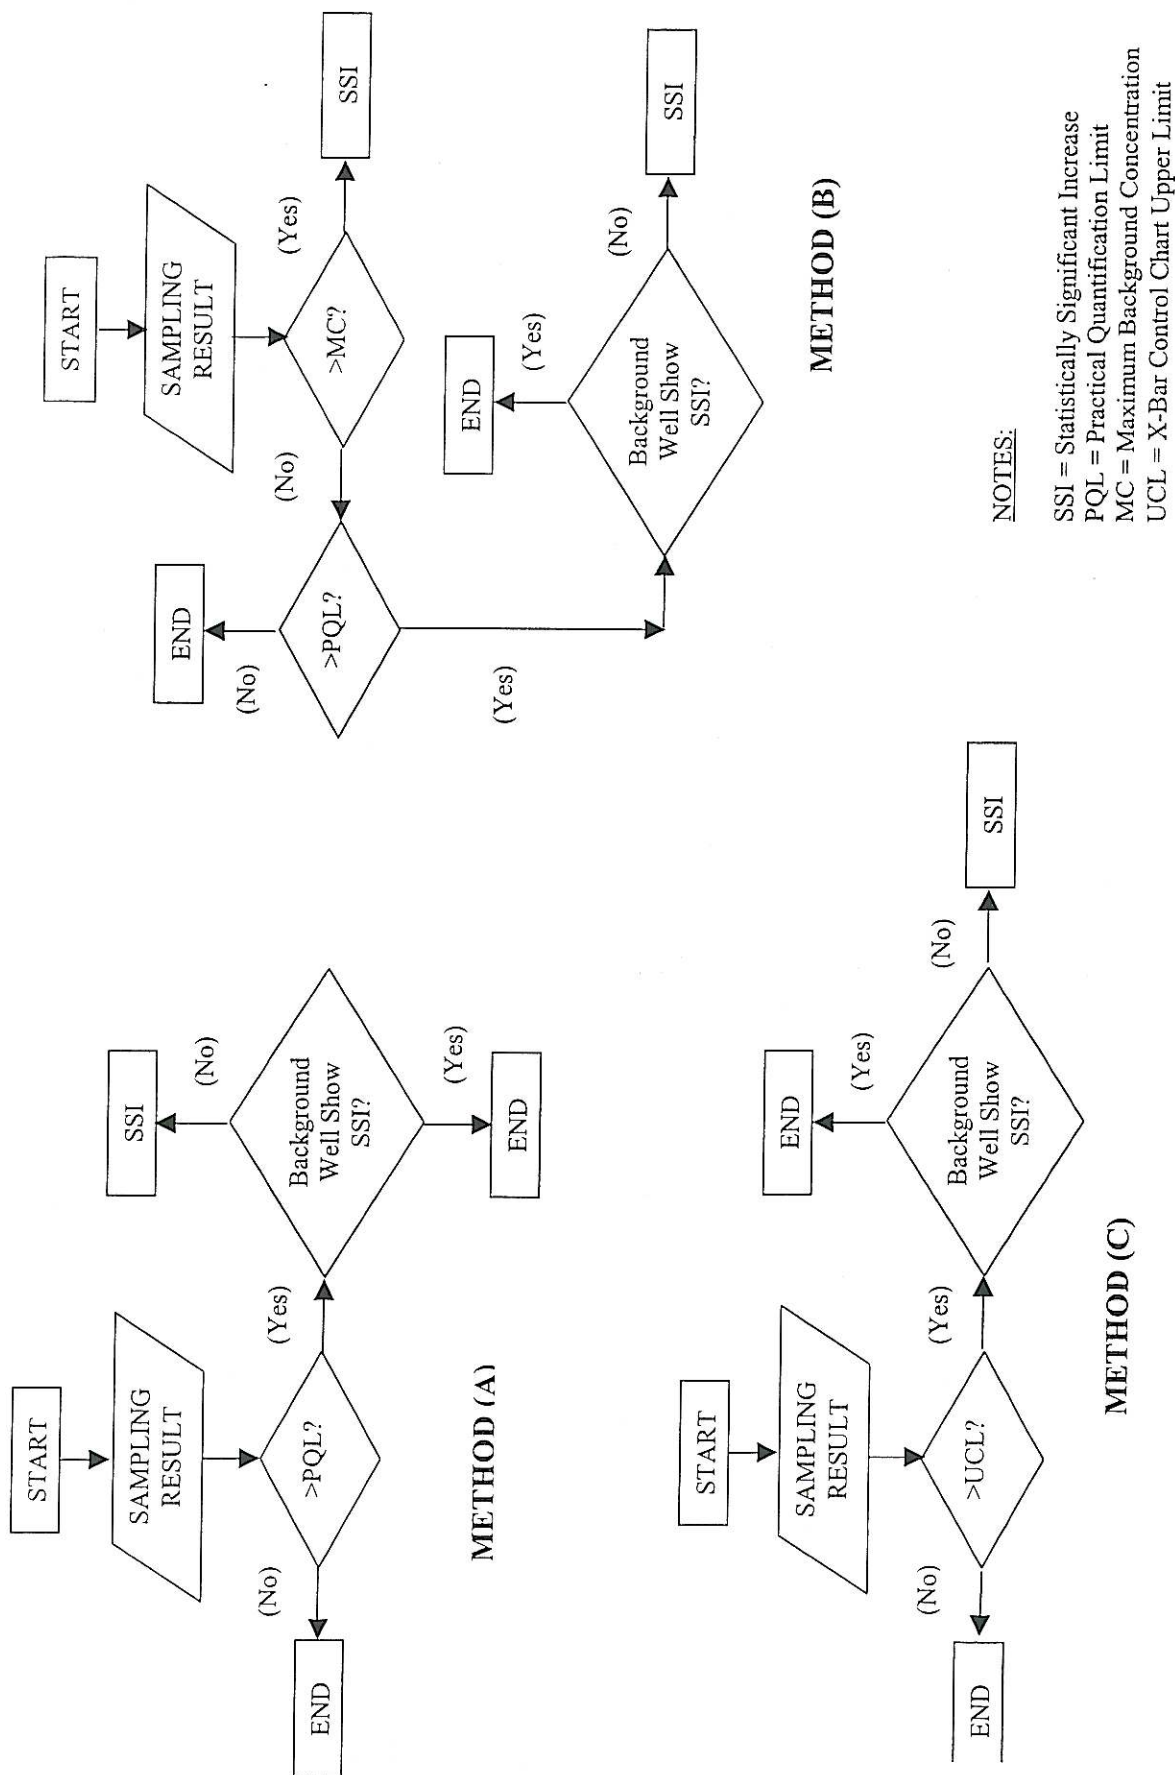 START
SAMPLING
RESULT
>PQL?
(No)
END
(Yes)
Background
Well Show
SSI?
(No)
SSI
(Yes)
END
METHOD (A)
START
SAMPLING
RESULT
>MC?
(Yes)
SSI
(No)
>PQL?
(No)
END
(Yes)
Background
Well Show
SSI?
(Yes)
END
(No)
SSI
METHOD (B)
START
SAMPLING
RESULT
>UCL?
(No)
END
(Yes)
Background
Well Show
SSI?
(Yes)
END
(No)
SSI
METHOD (C)
NOTES:
SSI = Statistically Significant Increase
PQL = Practical Quantification Limit
MC = Maximum Background Concentration
UCL = X-Bar Control Chart Upper Limit